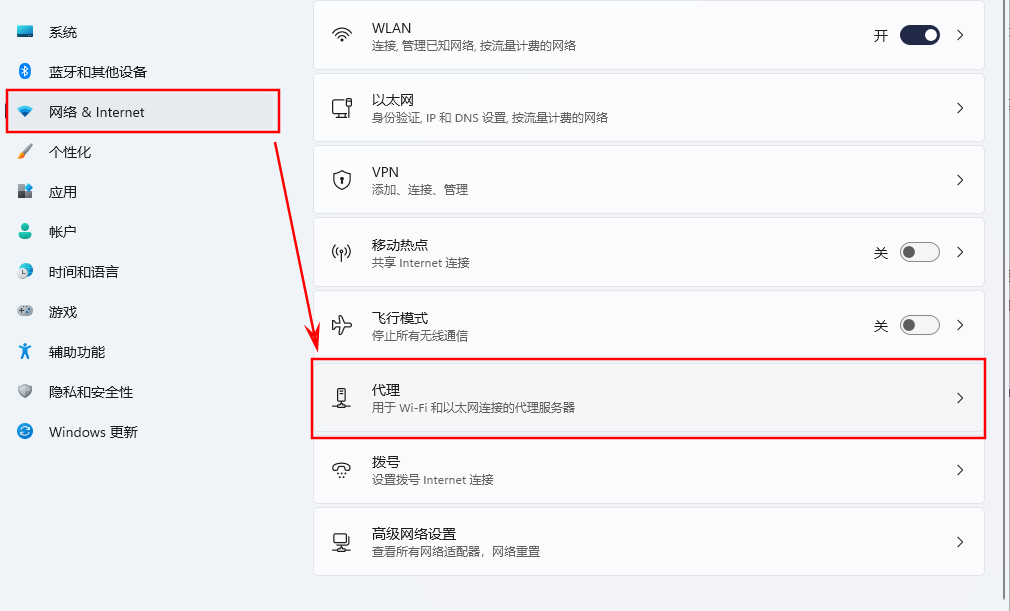 系统
蓝牙和其他设备
网络 & Internet
个性化
应用
帐户
时间和语言
游戏
辅助功能
隐私和安全性
Windows 更新
WLAN
连接, 管理已知网络, 按流量计费的网络
开
以太网
身份验证, IP 和 DNS 设置, 按流量计费的网络
VPN
添加、连接、管理
移动热点
共享 Internet 连接
关
飞行模式
停止所有无线通信
关
代理
用于 Wi-Fi 和以太网连接的代理服务器
拨号
设置拨号 Internet 连接
高级网络设置
查看所有网络适配器，网络重置